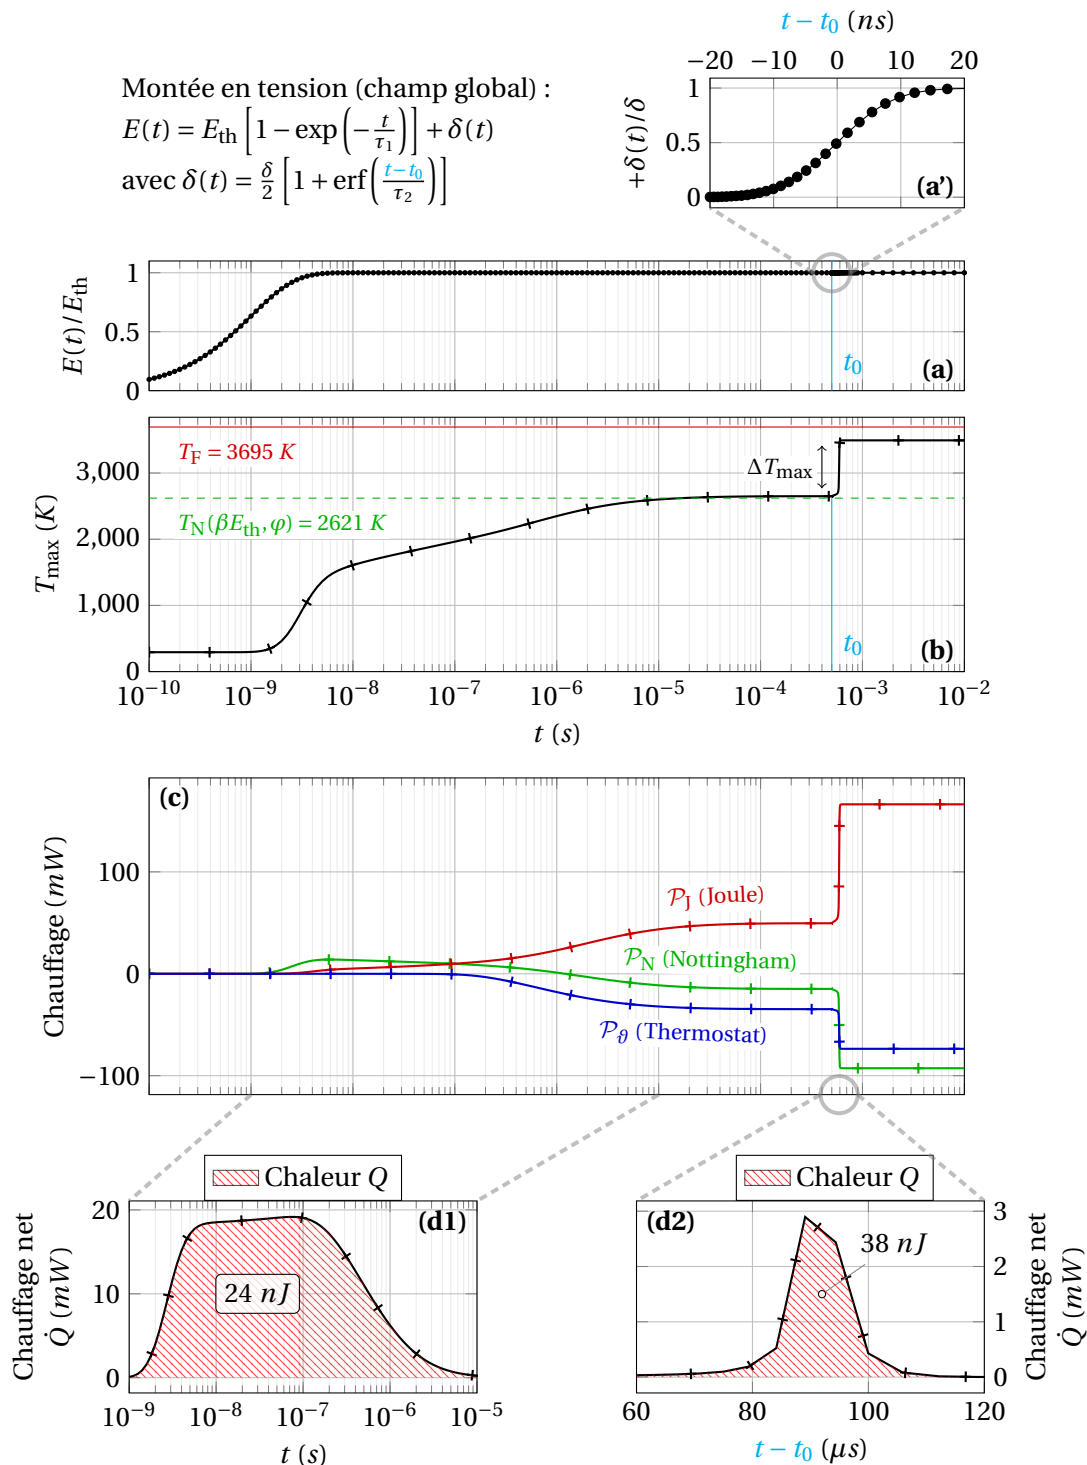 t − t₀ (ns)
−20 −10 0 10 20
Montée en tension (champ global) :
E(t) = E_th [1 − exp(−t/τ₁)] + δ(t)
avec δ(t) = δ/2 [1 + erf((t−t₀)/τ₂)]
+δ(t)/δ
1
0.5
0
(a')
E(t)/E_th
1
0.5
0
t₀
(a)
T_max (K)
3,000
2,000
1,000
0
T_F = 3695 K
T_N(βE_th, φ) = 2621 K
ΔT_max
t₀
(b)
10⁻¹⁰ 10⁻⁹ 10⁻⁸ 10⁻⁷ 10⁻⁶ 10⁻⁵ 10⁻⁴ 10⁻³ 10⁻²
t (s)
(c)
Chauffage (mW)
100
0
−100
𝒫_J (Joule)
𝒫_N (Nottingham)
𝒫_ϑ (Thermostat)
Chaleur Q
(d1)
Chauffage net
Q̇ (mW)
20
10
0
24 nJ
10⁻⁹ 10⁻⁸ 10⁻⁷ 10⁻⁶ 10⁻⁵
t (s)
Chaleur Q
(d2)
38 nJ
3
2
1
0
Chauffage net
Q̇ (mW)
60 80 100 120
t − t₀ (μs)